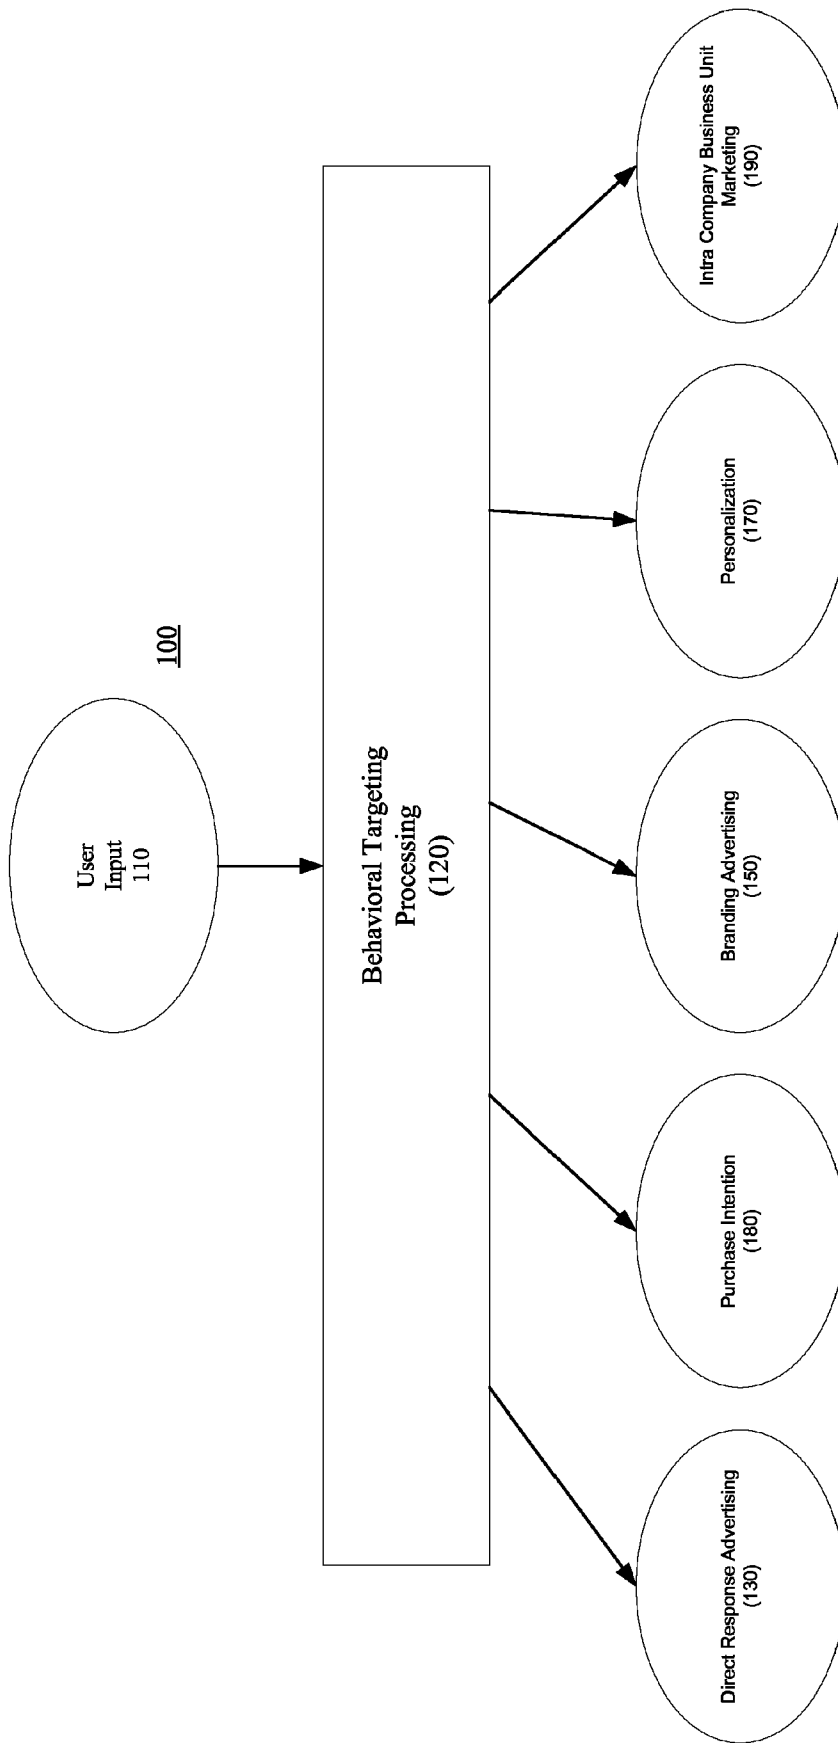 100
User
Input
110
Behavioral Targeting
Processing
(120)
Direct Response Advertising
(130)
Purchase Intention
(180)
Branding Advertising
(150)
Personalization
(170)
Intra Company Business Unit
Marketing
(190)